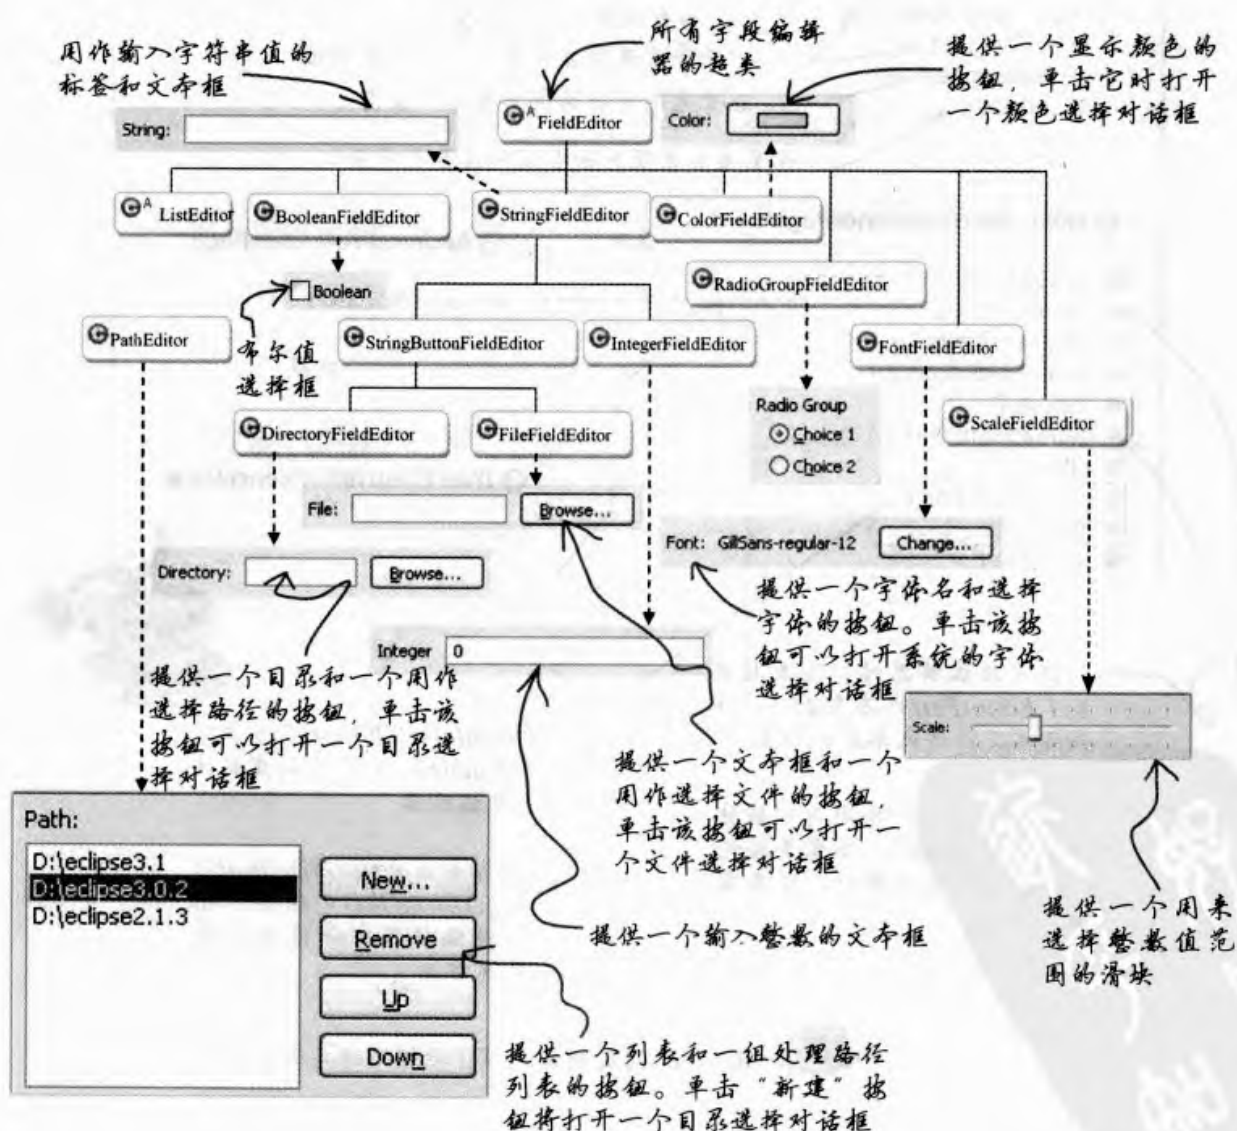 用作输入字符串值的
标签和文本框
所有字段编辑
器的超类
提供一个显示颜色的
按钮，单击它时打开
一个颜色选择对话框
String:
A FieldEditor
Color:
A ListEditor
BooleanFieldEditor
StringFieldEditor
ColorFieldEditor
Boolean
RadioGroupFieldEditor
PathEditor
布尔值
选择框
StringButtonFieldEditor
IntegerFieldEditor
FontFieldEditor
DirectoryFieldEditor
FileFieldEditor
Radio Group
Choice 1
Choice 2
ScaleFieldEditor
File:
Browse...
Font: GillSans-regular-12
Change...
Directory:
Browse...
提供一个字体名和选择
字体的按钮。单击该按
钮可以打开系统的字体
选择对话框
Integer 0
提供一个目录和一个用作
选择路径的按钮，单击该
按钮可以打开一个目录选
择对话框
Scale:
提供一个文本框和一个
用作选择文件的按钮，
单击该按钮可以打开一
个文件选择对话框
Path:
D:\eclipse3.1
D:\eclipse3.0.2
D:\eclipse2.1.3
New...
Remove
Up
Down
提供一个输入整数的文本框
提供一个用来
选择整数值范
围的滑块
提供一个列表和一组处理路径
列表的按钮。单击“新建”按
钮将打开一个目录选择对话框